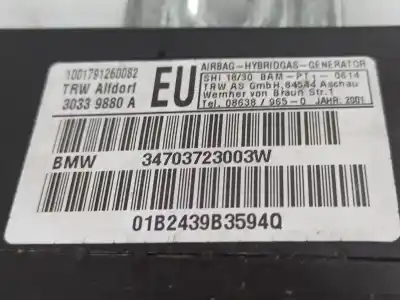 1001791260082
TRW Alfdorf
3033 9880 A
EU
AIRBAG-HYBRIDGAS-GENERATOR
SHI 18/30 BAM-PT1-0614
TRW AS GmbH, 84544 Aschau
Wernher von Braun Str.1
Tel. 08638/965-0 JAHR:2001
BMW 34703723003W
01B2439B3594Q